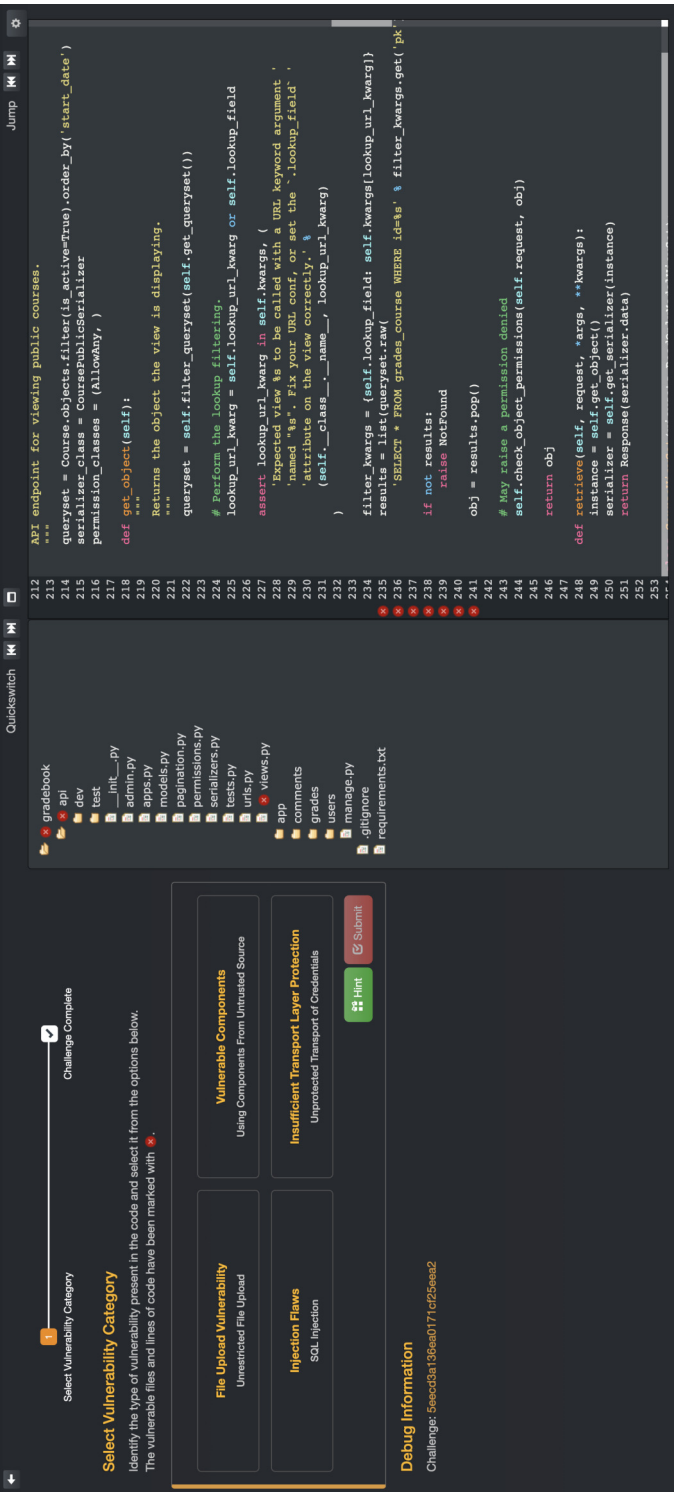 Quickswitch
Jump
1
Select Vulnerability Category
Challenge Complete
Select Vulnerability Category
Identify the type of vulnerability present in the code and select it from the options below.
The vulnerable files and lines of code have been marked with
File Upload Vulnerability
Unrestricted File Upload
Vulnerable Components
Using Components From Untrusted Source
Injection Flaws
SQL Injection
Insufficient Transport Layer Protection
Unprotected Transport of Credentials
Hint
Submit
Debug Information
Challenge: 5eecd3a136ea0171cf25eea2
gradebook
api
dev
test
__init__.py
admin.py
apps.py
models.py
pagination.py
permissions.py
serializers.py
tests.py
urls.py
views.py
app
comments
grades
users
manage.py
.gitignore
requirements.txt
212 API endpoint for viewing public courses.
213 """
214 queryset = Course.objects.filter(is_active=True).order_by('start_date')
215 serializer_class = CoursePublicSerializer
216 permission_classes = (AllowAny, )
217
218 def get_object(self):
219 """
220 Returns the object the view is displaying.
221 """
222 queryset = self.filter_queryset(self.get_queryset())
223
224 # Perform the lookup filtering.
225 lookup_url_kwarg = self.lookup_url_kwarg or self.lookup_field
226
227 assert lookup_url_kwarg in self.kwargs, (
228 'Expected view %s to be called with a URL keyword argument '
229 'named "%s". Fix your URL conf, or set the `.lookup_field` '
230 'attribute on the view correctly.' %
231 (self.__class__.__name__, lookup_url_kwarg)
232 )
233
234 filter_kwargs = {self.lookup_field: self.kwargs[lookup_url_kwarg]}
235 results = list(queryset.raw(
236 'SELECT * FROM grades_course WHERE id=%s' % filter_kwargs.get('pk'
237
238 if not results:
239 raise NotFound
240
241 obj = results.pop()
242
243 # May raise a permission denied
244 self.check_object_permissions(self.request, obj)
245
246 return obj
247
248 def retrieve(self, request, *args, **kwargs):
249 instance = self.get_object()
250 serializer = self.get_serializer(instance)
251 return Response(serializer.data)
252
253